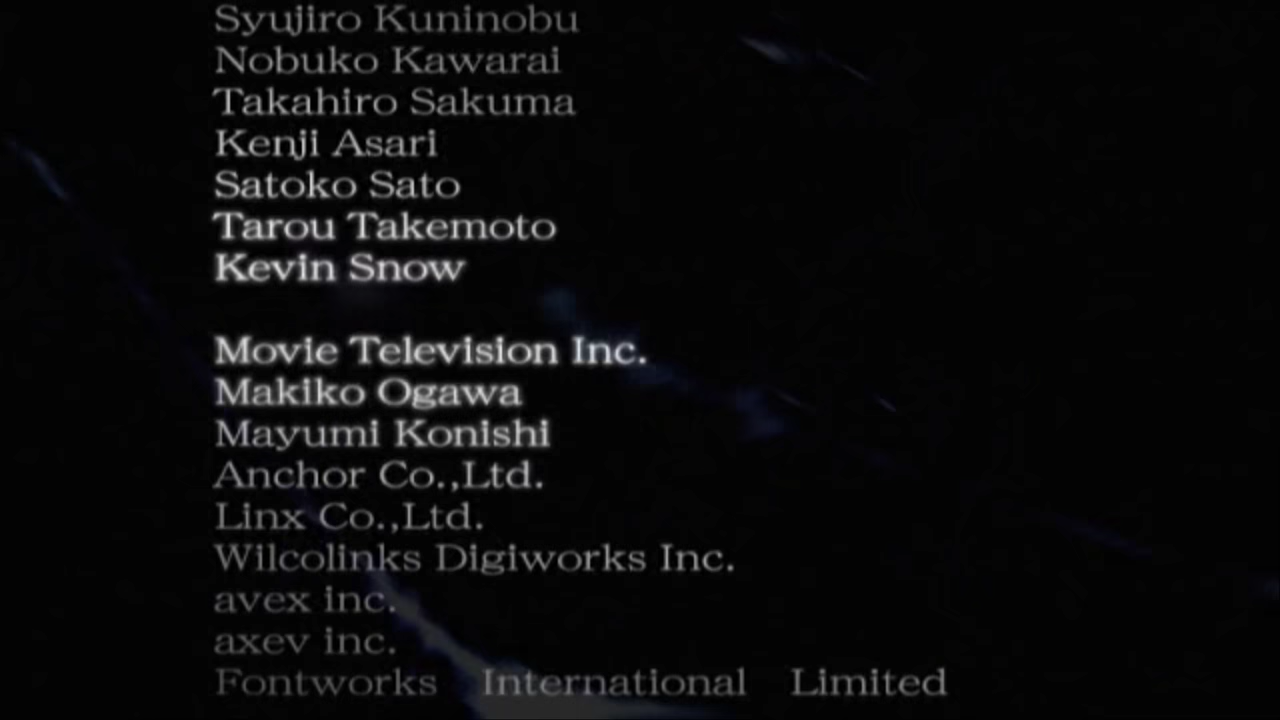 Syujiro Kuninobu
Nobuko Kawarai
Takahiro Sakuma
Kenji Asari
Satoko Sato
Tarou Takemoto
Kevin Snow
Movie Television Inc.
Makiko Ogawa
Mayumi Konishi
Anchor Co.,Ltd.
Linx Co.,Ltd.
Wilcolinks Digiworks Inc.
avex inc.
axev inc.
Fontworks International Limited